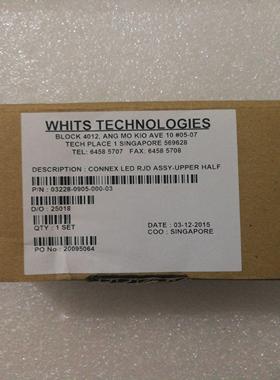 WHITS TECHNOLOGIES
BLOCK 4012, ANG MO KIO AVE 10 #05-07
TECH PLACE 1 SINGAPORE 569628
TEL: 6458 5707 FAX: 6458 5708
DESCRIPTION : CONNEX LED RJD ASSY-UPPER HALF
P/N : 03228-0905-000-03
D/O : 25018
QTY : 1 SET
DATE : 03-12-2015
COO : SINGAPORE
PO No : 20095064